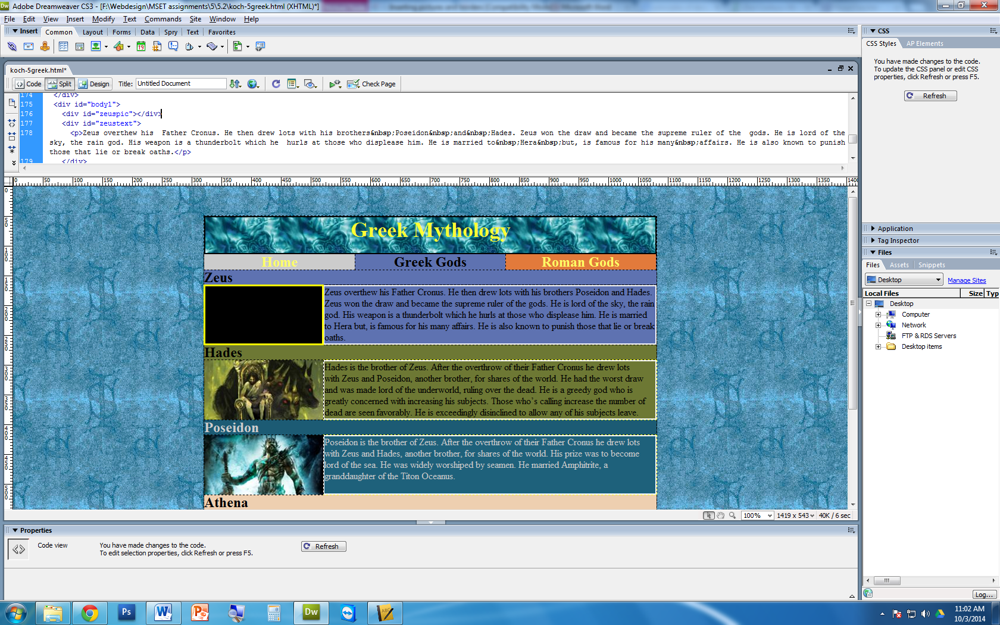 Adobe Dreamweaver CS3 - [F:\Webdesign\MSET assignments\5\5.2\koch-5greek.html (XHTML)*]
File Edit View Insert Modify Text Commands Site Window Help
Insert Common Layout Forms Data Spry Text Favorites
koch-5greek.html*
Code Split Design Title: Untitled Document Check Page
174 </div>
175 <div id="body1">
176 <div id="zeuspic"></div>
177 <div id="zeustext">
178 <p>Zeus overthew his  Father Cronus. He then drew lots with his brothers&nbsp;Poseidon&nbsp;and&nbsp;Hades. Zeus won the draw and became the supreme ruler of the  gods. He is lord of the
sky, the rain god. His weapon is a thunderbolt which he  hurls at those who displease him. He is married to&nbsp;Hera&nbsp;but, is famous for his many&nbsp;affairs. He is also known to punish
those that lie or break oaths.</p>
179 </div>
0 50 100 150 200 250 300 350 400 450 500 550 600 650 700 750 800 850 900 950 1000 1050 1100 1150 1200 1250 1300 1350 1400
0
50
100
150
200
250
300
350
400
450
500
Greek Mythology
Home Greek Gods Roman Gods
Zeus
Zeus overthew his Father Cronus. He then drew lots with his brothers Poseidon and Hades.
Zeus won the draw and became the supreme ruler of the gods. He is lord of the sky, the rain
god. His weapon is a thunderbolt which he hurls at those who displease him. He is married
to Hera but, is famous for his many affairs. He is also known to punish those that lie or break
oaths.
Hades
Hades is the brother of Zeus. After the overthrow of their Father Cronus he drew lots
with Zeus and Poseidon, another brother, for shares of the world. He had the worst draw
and was made lord of the underworld, ruling over the dead. He is a greedy god who is
greatly concerned with increasing his subjects. Those who’s calling increase the number of
dead are seen favorably. He is exceedingly disinclined to allow any of his subjects leave.
Poseidon
Poseidon is the brother of Zeus. After the overthrow of their Father Cronus he drew lots
with Zeus and Hades, another brother, for shares of the world. His prize was to become
lord of the sea. He was widely worshiped by seamen. He married Amphitrite, a
granddaughter of the Titon Oceanus.
Athena
100% 1419 x 543 40K / 6 sec
Properties
Code view
You have made changes to the code.
To edit selection properties, click Refresh or press F5.
Refresh
CSS
CSS Styles AP Elements
You have made changes to the code.
To update the CSS panel or edit CSS
properties, click Refresh or press F5.
Refresh
Application
Tag Inspector
Files
Files Assets Snippets
Desktop Manage Sites
Local Files Size Typ
Desktop
Computer
Network
FTP & RDS Servers
Desktop items
Log...
Dw
19
Ps
W
P
Dw
ABC
11:02 AM
10/3/2014